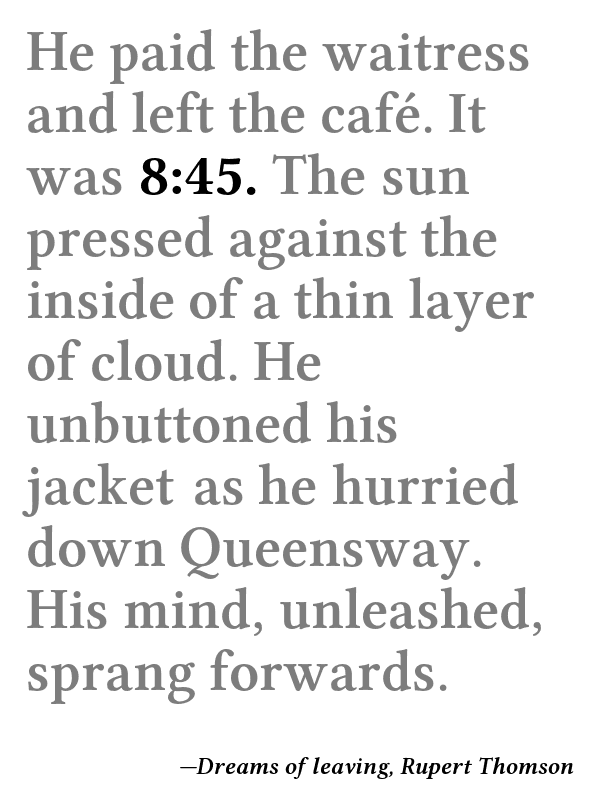 He paid the waitress
and left the café. It
was 8:45. The sun
pressed against the
inside of a thin layer
of cloud. He
unbuttoned his
jacket as he hurried
down Queensway.
His mind, unleashed,
sprang forwards.
—Dreams of leaving, Rupert Thomson